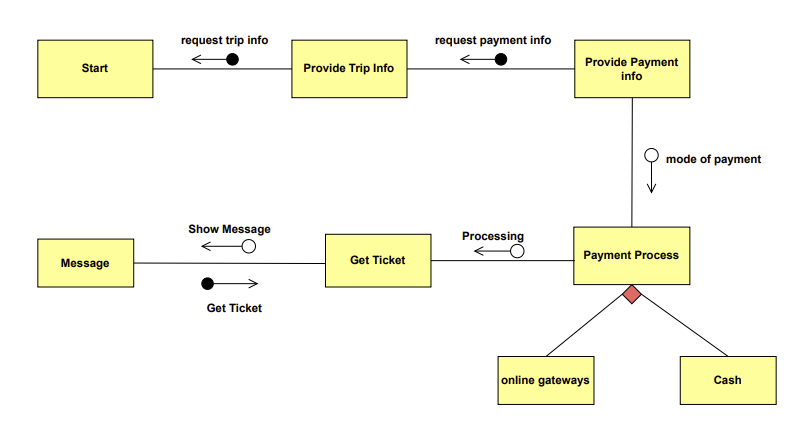 request trip info
request payment info
Start
Provide Trip Info
Provide Payment
info
mode of payment
Show Message
Processing
Message
Get Ticket
Payment Process
Get Ticket
online gateways
Cash